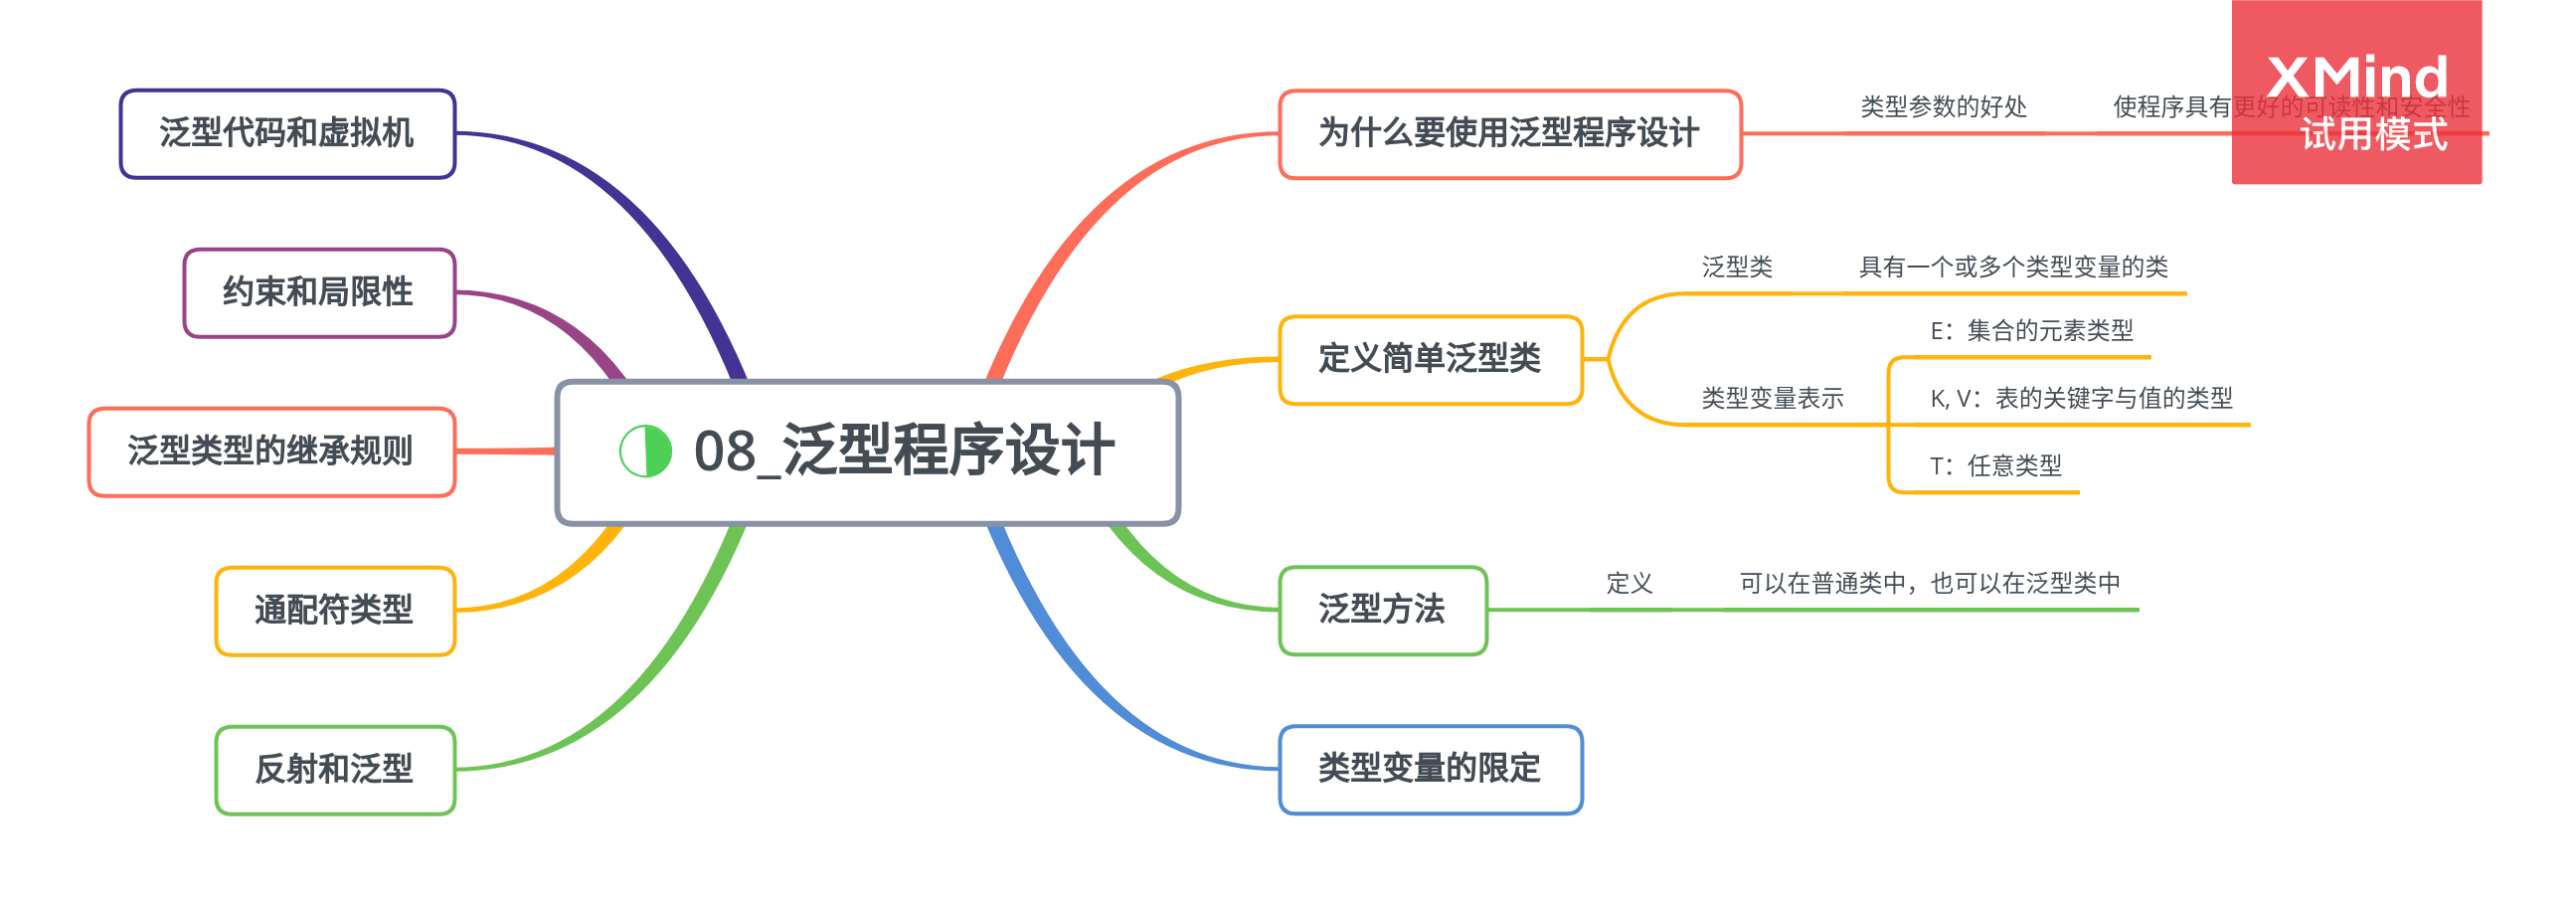 08_泛型程序设计
为什么要使用泛型程序设计
类型参数的好处
使程序具有更好的可读性和安全性
定义简单泛型类
泛型类
具有一个或多个类型变量的类
类型变量表示
E：集合的元素类型
K, V：表的关键字与值的类型
T：任意类型
泛型方法
定义
可以在普通类中，也可以在泛型类中
类型变量的限定
泛型代码和虚拟机
约束和局限性
泛型类型的继承规则
通配符类型
反射和泛型
XMind
试用模式